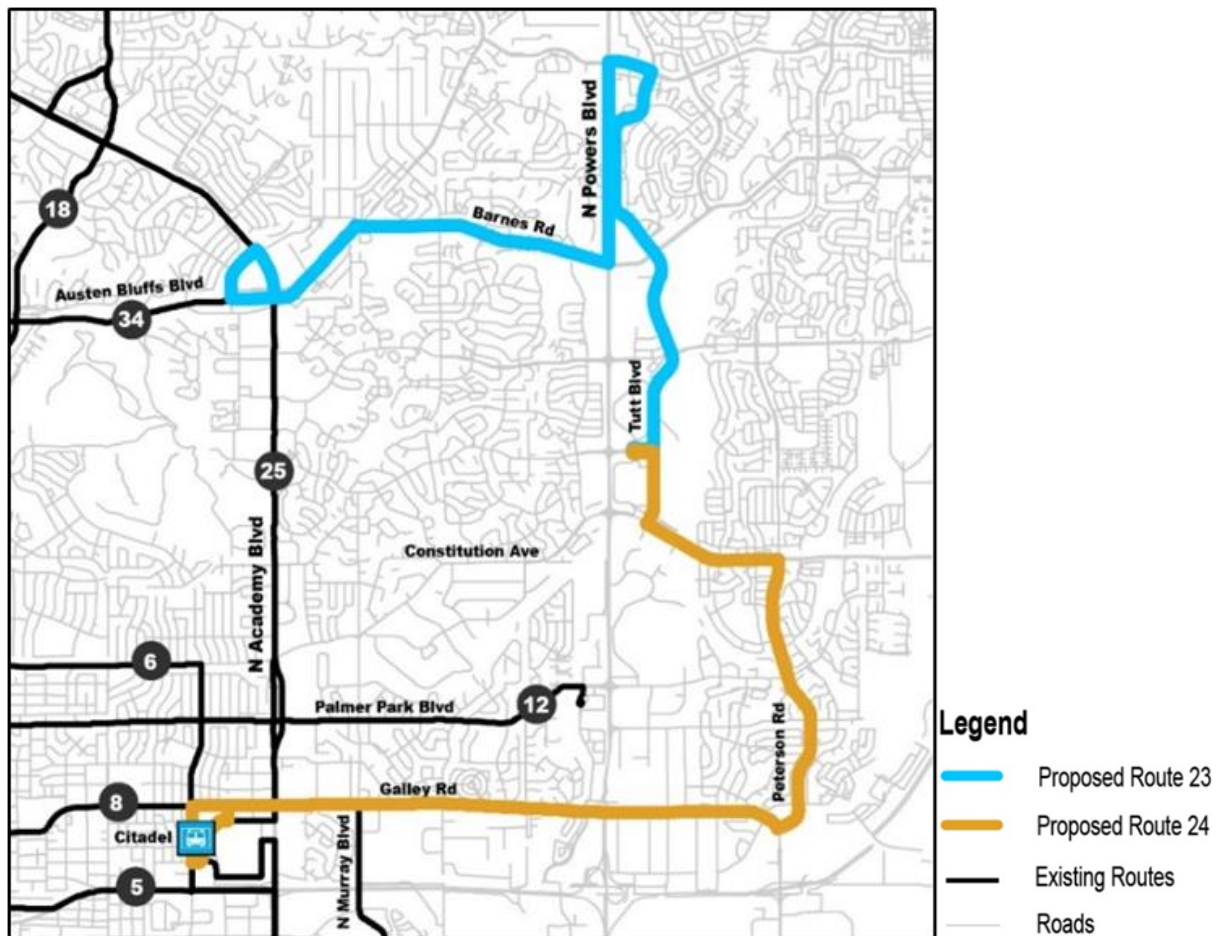 N Powers Blvd
18
Barnes Rd
Austen Bluffs Blvd
34
Tutt Blvd
25
N Academy Blvd
Constitution Ave
6
Palmer Park Blvd
12
Peterson Rd
Galley Rd
8
Citadel
N Murray Blvd
5
Legend
Proposed Route 23
Proposed Route 24
Existing Routes
Roads